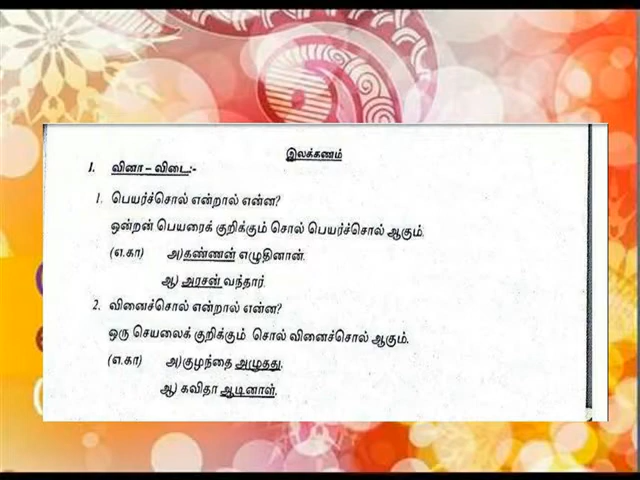 இலக்கணம்
I. வினா – விடை:-
1. பெயர்ச்சொல் என்றால் என்ன?
ஒன்றன் பெயரைக் குறிக்கும் சொல் பெயர்ச்சொல் ஆகும்.
(எ.கா) அ)கண்ணன் எழுதினான்.
ஆ) அரசன் வந்தார்.
2. வினைச்சொல் என்றால் என்ன?
ஒரு செயலைக் குறிக்கும் சொல் வினைச்சொல் ஆகும்.
(எ.கா) அ)குழந்தை அழுதது.
ஆ) கவிதா ஆடினாள்.